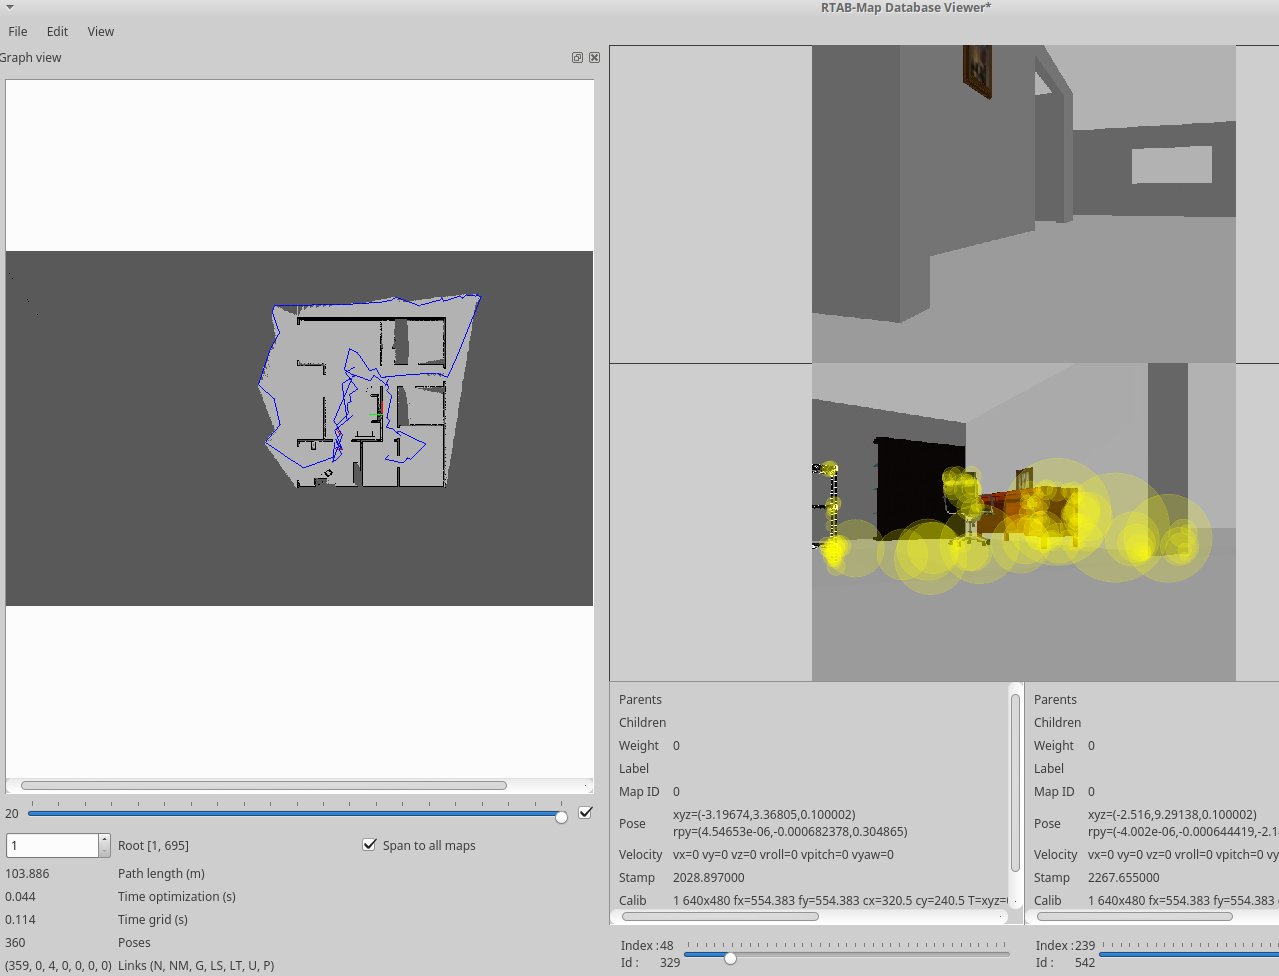 RTAB-Map Database Viewer*
File Edit View
Graph view
20
1 Root [1, 695] Span to all maps
103.886 Path length (m)
0.044 Time optimization (s)
0.114 Time grid (s)
360 Poses
(359, 0, 4, 0, 0, 0, 0) Links (N, NM, G, LS, LT, U, P)
Parents
Children
Weight 0
Label
Map ID 0
Pose xyz=(-3.19674,3.36805,0.100002)
rpy=(4.54653e-06,-0.000682378,0.304865)
Velocity vx=0 vy=0 vz=0 vroll=0 vpitch=0 vyaw=0
Stamp 2028.897000
Calib 1 640x480 fx=554.383 fy=554.383 cx=320.5 cy=240.5 T=xyz=
Index : 48
Id : 329
Parents
Children
Weight 0
Label
Map ID 0
Pose xyz=(-2.516,9.29138,0.100002)
rpy=(-4.002e-06,-0.000644419,-2.1
Velocity vx=0 vy=0 vz=0 vroll=0 vpitch=0 vy
Stamp 2267.655000
Calib 1 640x480 fx=554.383 fy=554.383
Index : 239
Id : 542